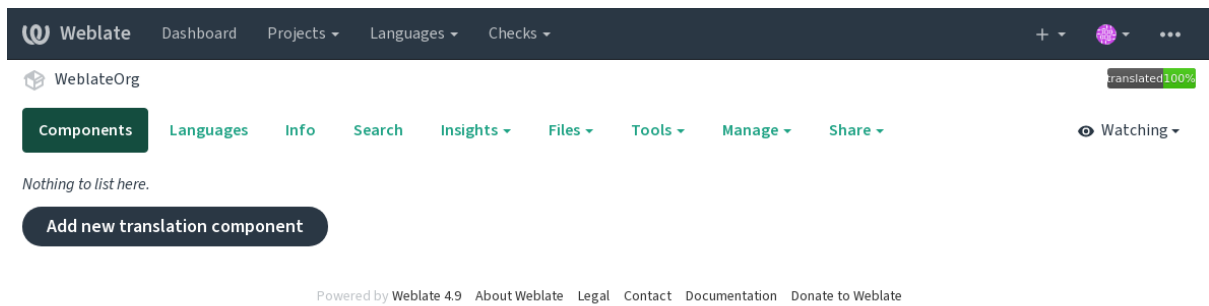 Weblate Dashboard Projects Languages Checks
WeblateOrg translated 100%
Components Languages Info Search Insights Files Tools Manage Share Watching
Nothing to list here.
Add new translation component
Powered by Weblate 4.9 About Weblate Legal Contact Documentation Donate to Weblate